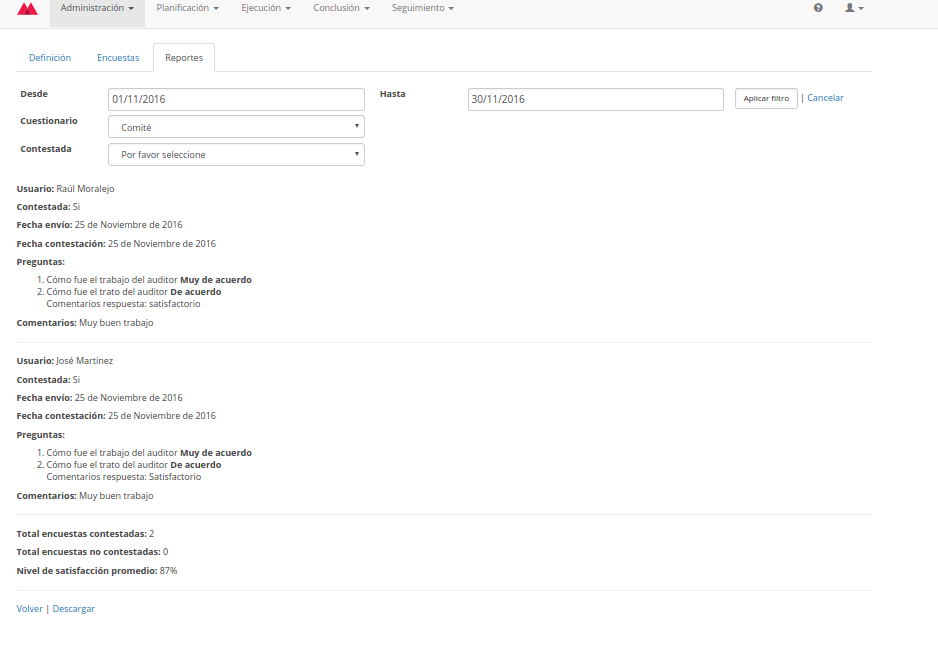 Administración Planificación Ejecución Conclusión Seguimiento
Definición Encuestas Reportes
Desde 01/11/2016 Hasta 30/11/2016 Aplicar filtro | Cancelar
Cuestionario Comité
Contestada Por favor seleccione
Usuario: Raúl Moralejo
Contestada: Si
Fecha envío: 25 de Noviembre de 2016
Fecha contestación: 25 de Noviembre de 2016
Preguntas:
1. Cómo fue el trabajo del auditor Muy de acuerdo
2. Cómo fue el trato del auditor De acuerdo
Comentarios respuesta: satisfactorio
Comentarios: Muy buen trabajo
Usuario: José Martinez
Contestada: Si
Fecha envío: 25 de Noviembre de 2016
Fecha contestación: 25 de Noviembre de 2016
Preguntas:
1. Cómo fue el trabajo del auditor Muy de acuerdo
2. Cómo fue el trato del auditor De acuerdo
Comentarios respuesta: Satisfactorio
Comentarios: Muy buen trabajo
Total encuestas contestadas: 2
Total encuestas no contestadas: 0
Nivel de satisfacción promedio: 87%
Volver | Descargar